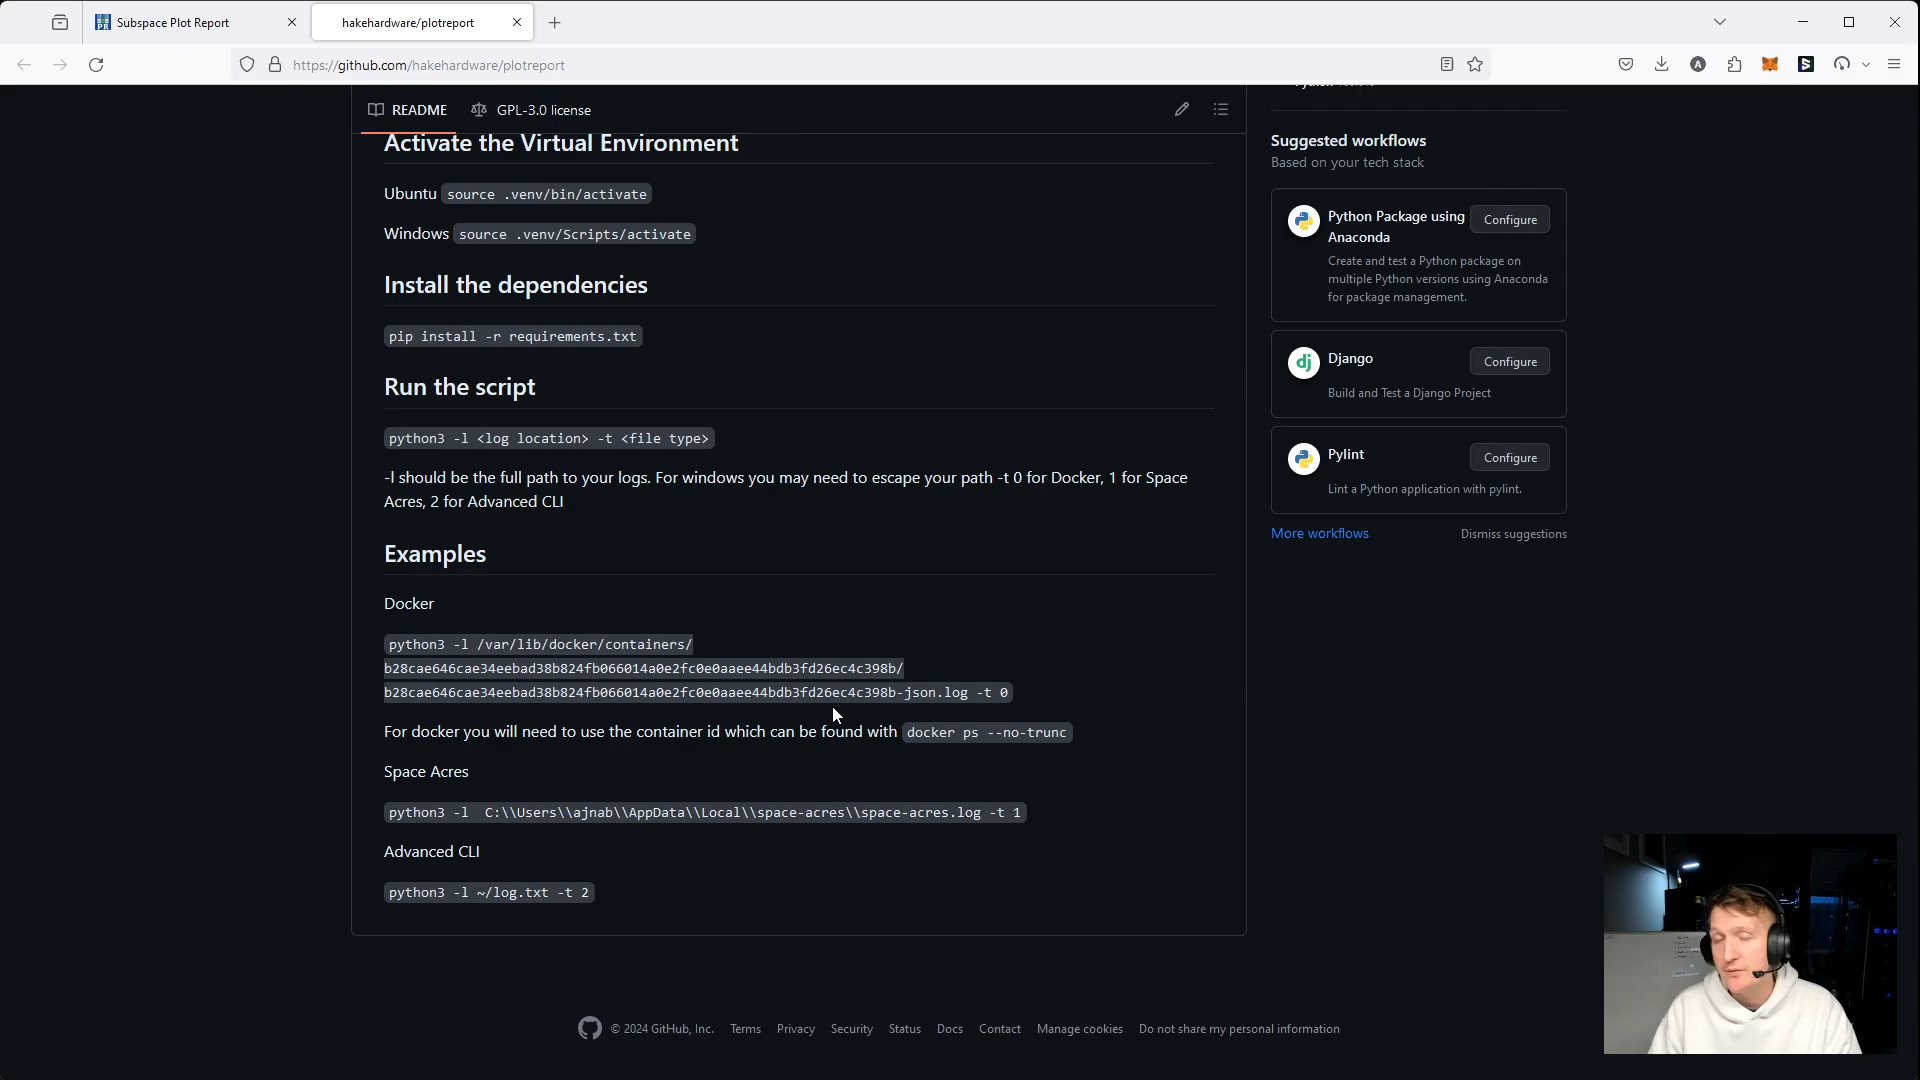 Subspace Plot Report
hakehardware/plotreport
https://github.com/hakehardware/plotreport
README
GPL-3.0 license
Activate the Virtual Environment
Ubuntu source .venv/bin/activate
Windows source .venv/Scripts/activate
Install the dependencies
pip install -r requirements.txt
Run the script
python3 -l <log location> -t <file type>
-l should be the full path to your logs. For windows you may need to escape your path -t 0 for Docker, 1 for Space
Acres, 2 for Advanced CLI
Examples
Docker
python3 -l /var/lib/docker/containers/
b28cae646cae34eebad38b824fb066014a0e2fc0e0aaee44bdb3fd26ec4c398b/
b28cae646cae34eebad38b824fb066014a0e2fc0e0aaee44bdb3fd26ec4c398b-json.log -t 0
For docker you will need to use the container id which can be found with docker ps --no-trunc
Space Acres
python3 -l  C:\\Users\\ajnab\\AppData\\Local\\space-acres\\space-acres.log -t 1
Advanced CLI
python3 -l ~/log.txt -t 2
Suggested workflows
Based on your tech stack
Python Package using
Anaconda
Configure
Create and test a Python package on
multiple Python versions using Anaconda
for package management.
Django
Configure
Build and Test a Django Project
Pylint
Configure
Lint a Python application with pylint.
More workflows
Dismiss suggestions
© 2024 GitHub, Inc. Terms Privacy Security Status Docs Contact Manage cookies Do not share my personal information